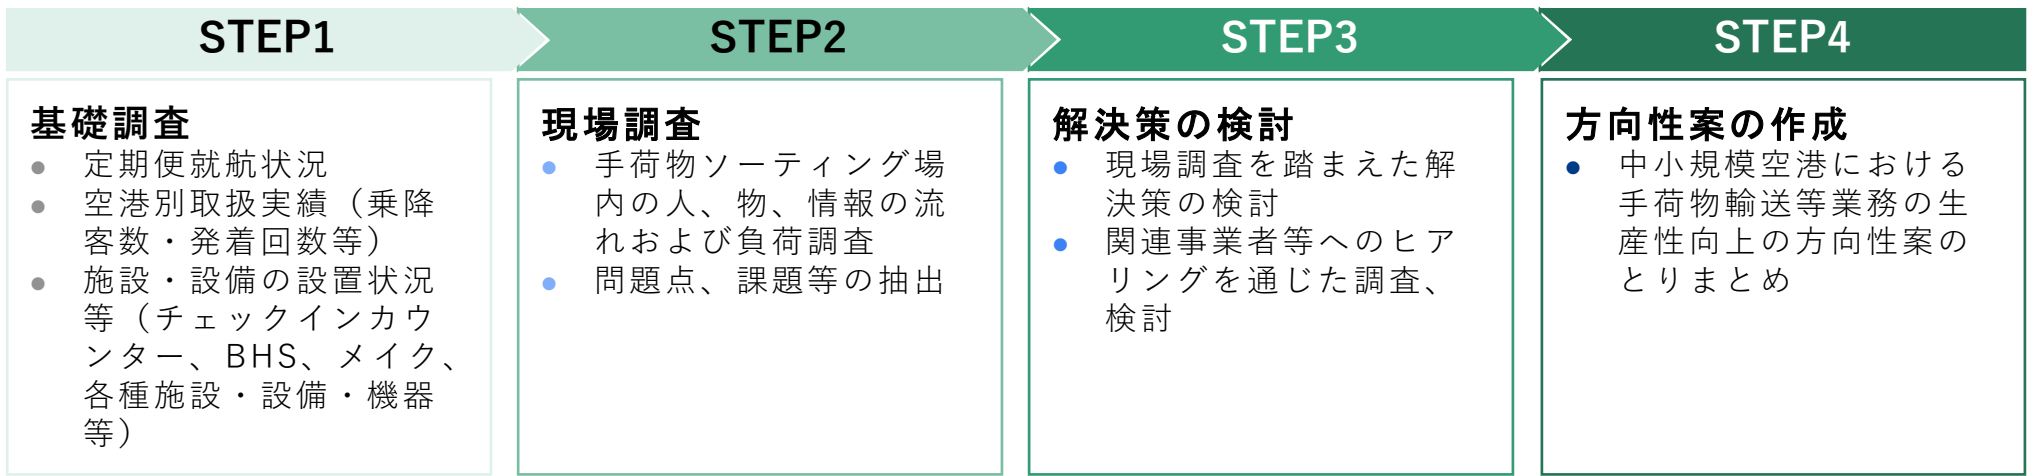 STEP1
基礎調査
● 定期便就航状況
● 空港別取扱実績（乗降
客数・発着回数等）
● 施設・設備の設置状況
等（チェックインカウ
ンター、BHS、メイク、
各種施設・設備・機器
等）
STEP2
現場調査
● 手荷物ソーティング場
内の人、物、情報の流
れおよび負荷調査
● 問題点、課題等の抽出
STEP3
解決策の検討
● 現場調査を踏まえた解
決策の検討
● 関連事業者等へのヒア
リングを通じた調査、
検討
STEP4
方向性案の作成
● 中小規模空港における
手荷物輸送等業務の生
産性向上の方向性案の
とりまとめ